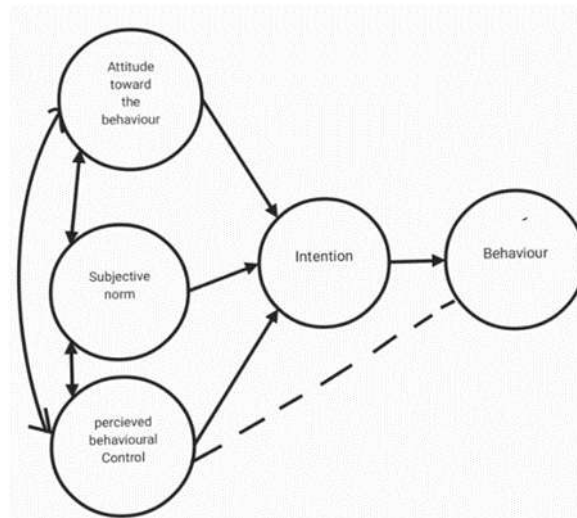 Attitude
toward
the
behaviour
Subjective
norm
percieved
behavioural
Control
Intention
Behaviour